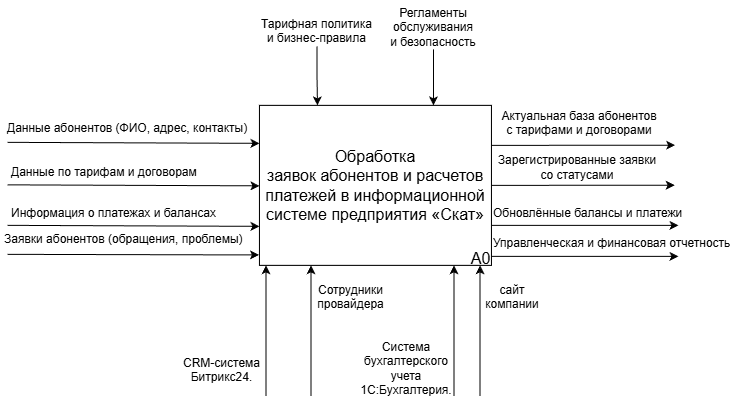 Тарифная политика
и бизнес-правила
Регламенты
обслуживания
и безопасность
Данные абонентов (ФИО, адрес, контакты)
Данные по тарифам и договорам
Информация о платежах и балансах
Заявки абонентов (обращения, проблемы)
Обработка
заявок абонентов и расчетов
платежей в информационной
системе предприятия «Скат»
A0
Актуальная база абонентов
с тарифами и договорами
Зарегистрированные заявки
со статусами
Обновлённые балансы и платежи
Управленческая и финансовая отчетность
CRM-система
Битрикс24.
Сотрудники
провайдера
Система
бухгалтерского
учета
1С:Бухгалтерия.
сайт
компании